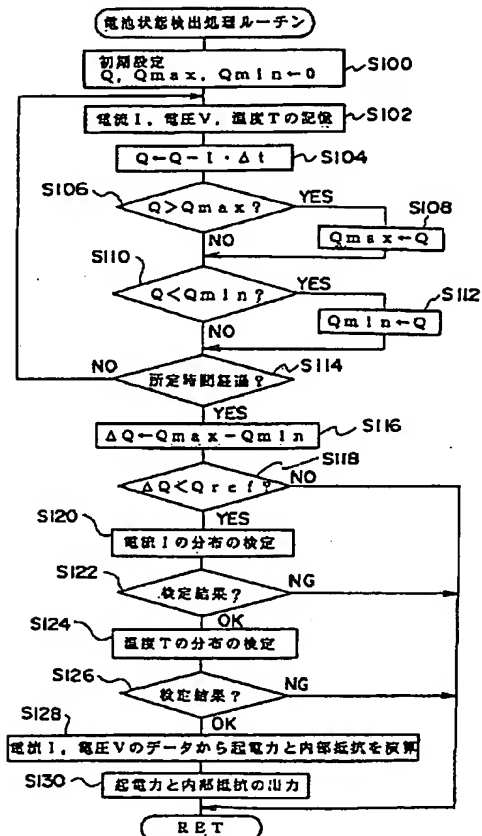 電池状態検出処理ルーチン
初期設定
Q, Qmax, Qmin←0
S100
電流I, 電圧V, 温度Tの記憶
S102
Q←Q−I・Δt
S104
S106
Q>Qmax?
YES
S108
Qmax←Q
NO
S110
Q<Qmin?
YES
S112
Qmin←Q
NO
NO
所定時間経過?
S114
YES
ΔQ←Qmax−Qmin
S116
S118
ΔQ<Qref?
NO
YES
S120
電流Iの分布の検定
S122
検定結果?
NG
OK
S124
温度Tの分布の検定
S126
検定結果?
NG
OK
S128
電流I, 電圧Vのデータから起電力と内部抵抗を演算
S130
起電力と内部抵抗の出力
RET